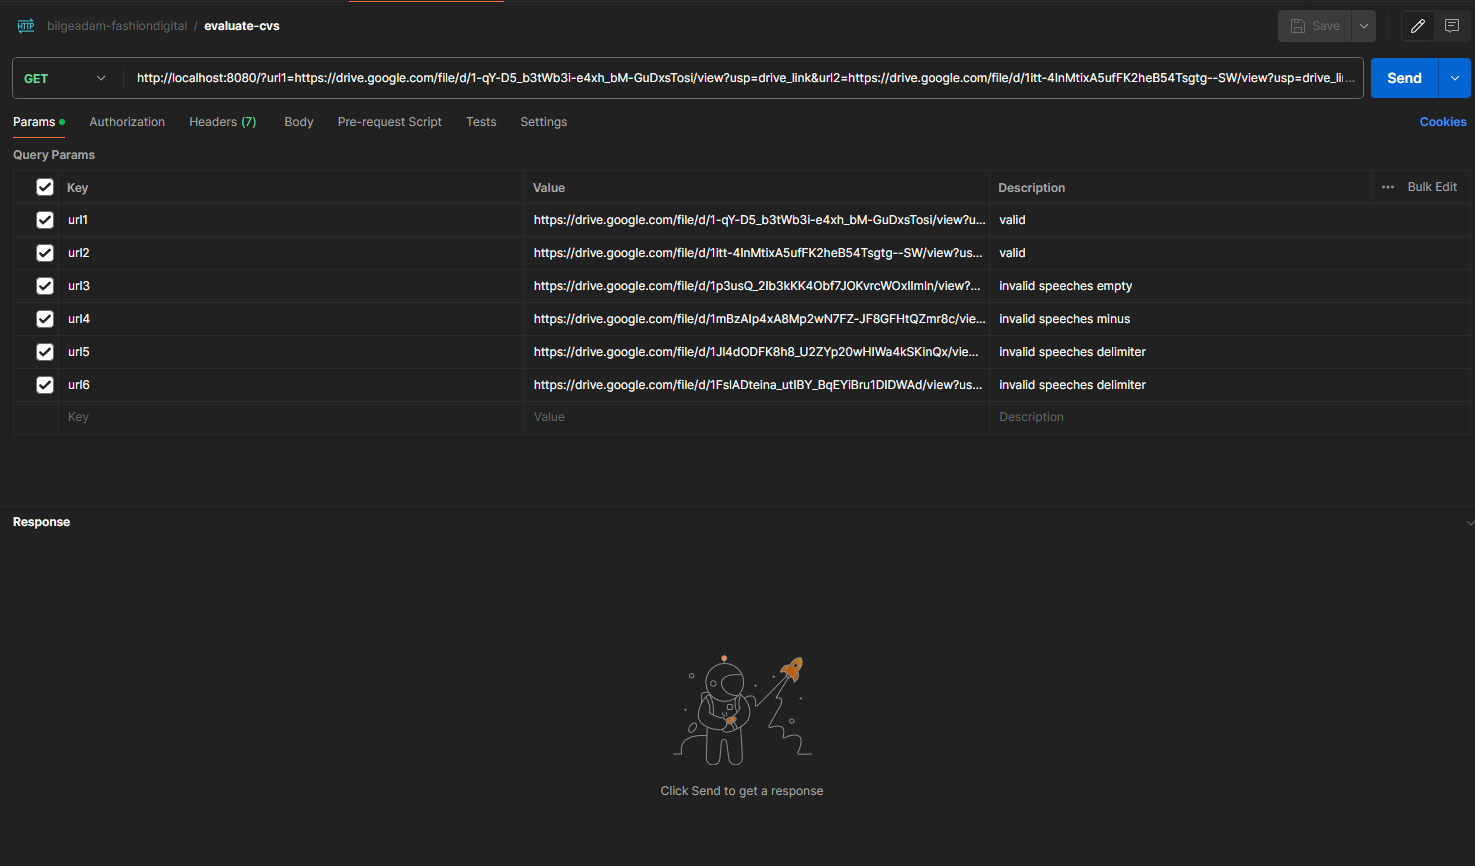 HTTP bilgeadam-fashiondigital / evaluate-cvs Save
GET http://localhost:8080/?url1=https://drive.google.com/file/d/1-qY-D5_b3tWb3i-e4xh_bM-GuDxsTosi/view?usp=drive_link&url2=https://drive.google.com/file/d/1itt-4InMtixA5ufFK2heB54Tsgtg--SW/view?usp=drive_li... Send
Params Authorization Headers (7) Body Pre-request Script Tests Settings Cookies
Query Params
Key Value Description ... Bulk Edit
url1 https://drive.google.com/file/d/1-qY-D5_b3tWb3i-e4xh_bM-GuDxsTosi/view?u... valid
url2 https://drive.google.com/file/d/1itt-4InMtixA5ufFK2heB54Tsgtg--SW/view?us... valid
url3 https://drive.google.com/file/d/1p3usQ_2Ib3kKK4Obf7JOKvrcWOxIlmln/view?... invalid speeches empty
url4 https://drive.google.com/file/d/1mBzAIp4xA8Mp2wN7FZ-JF8GFHtQZmr8c/vie... invalid speeches minus
url5 https://drive.google.com/file/d/1JI4dODFK8h8_U2ZYp20wHIWa4kSKinQx/vie... invalid speeches delimiter
url6 https://drive.google.com/file/d/1FslADteina_utIBY_BqEYiBru1DIDWAd/view?us... invalid speeches delimiter
Key Value Description
Response
Click Send to get a response